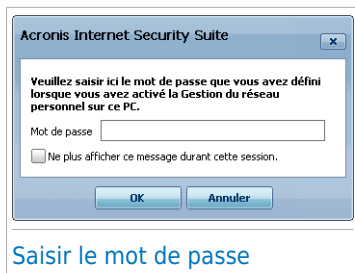 Acronis Internet Security Suite
Veuillez saisir ici le mot de passe que vous avez défini
lorsque vous avez activé la Gestion du réseau
personnel sur ce PC.
Mot de passe
Ne plus afficher ce message durant cette session.
OK Annuler
Saisir le mot de passe